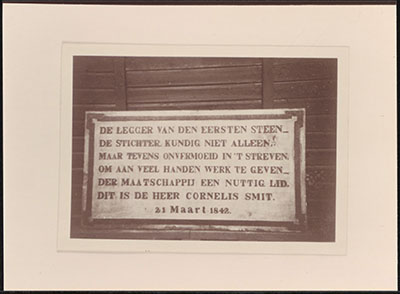 DE LEGGER VAN DEN EERSTEN STEEN_
DE STICHTER, KUNDIG NIET ALLEEN,
MAAR TEVENS ONVERMOEID IN 'T STREVEN,
OM AAN VEEL HANDEN WERK TE GEVEN_
DER MAATSCHAPPIJ EEN NUTTIG LID,
DIT IS DE HEER CORNELIS SMIT.
21 Maart 1842.